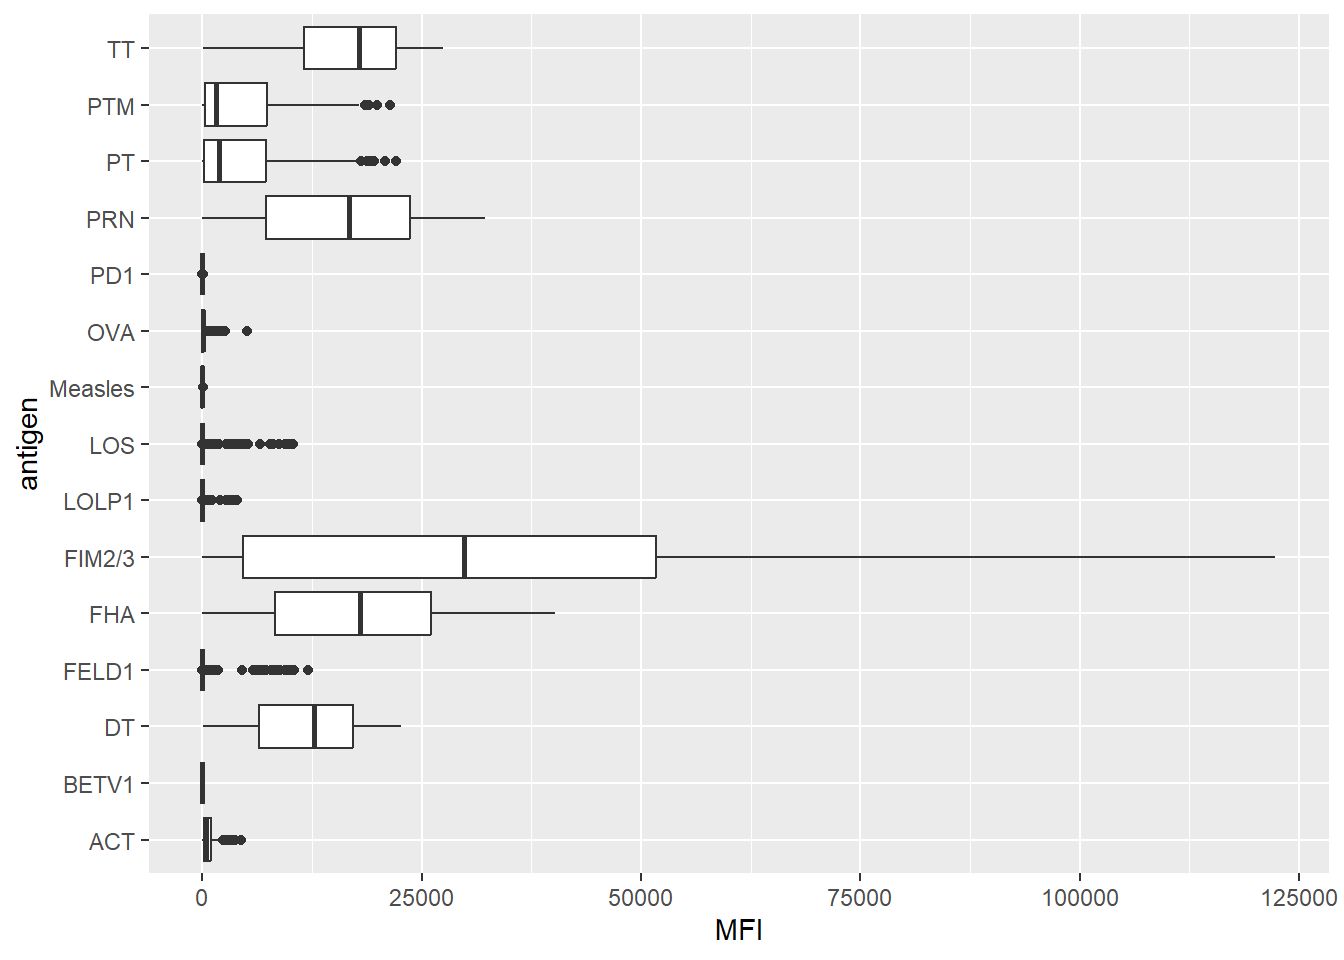 TT
PTM
PT
PRN
PD1
OVA
Measles
LOS
LOLP1
FIM2/3
FHA
FELD1
DT
BETV1
ACT
antigen
0 25000 50000 75000 100000 125000
MFI